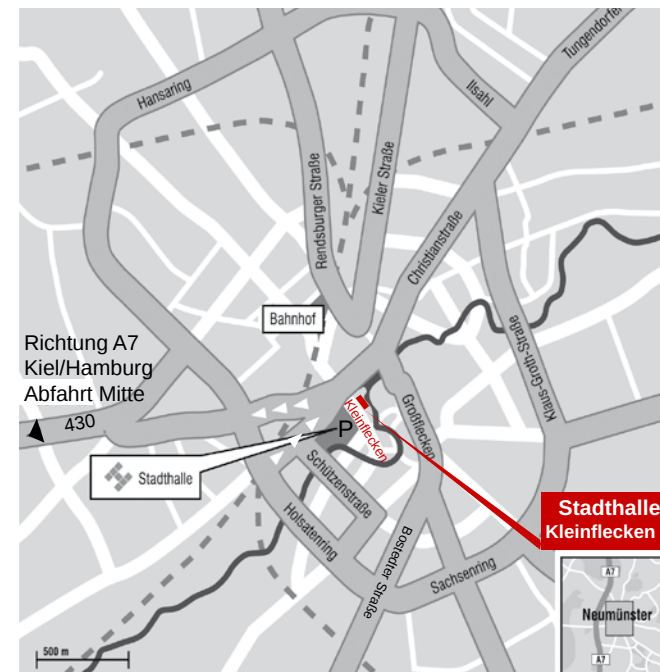 Hansaring
Ilsahl
Tungendorfer
Rendsburger Straße
Kieler Straße
Christianstraße
Bahnhof
Klaus-Groth-Straße
Richtung A7
Kiel/Hamburg
Abfahrt Mitte
430
Kleinflecken
P
Großflecken
Stadthalle
Schützenstraße
Holsatenring
Bostedter Straße
Sachsenring
Stadthalle
Kleinflecken
A7
Neumünster
A7
500 m